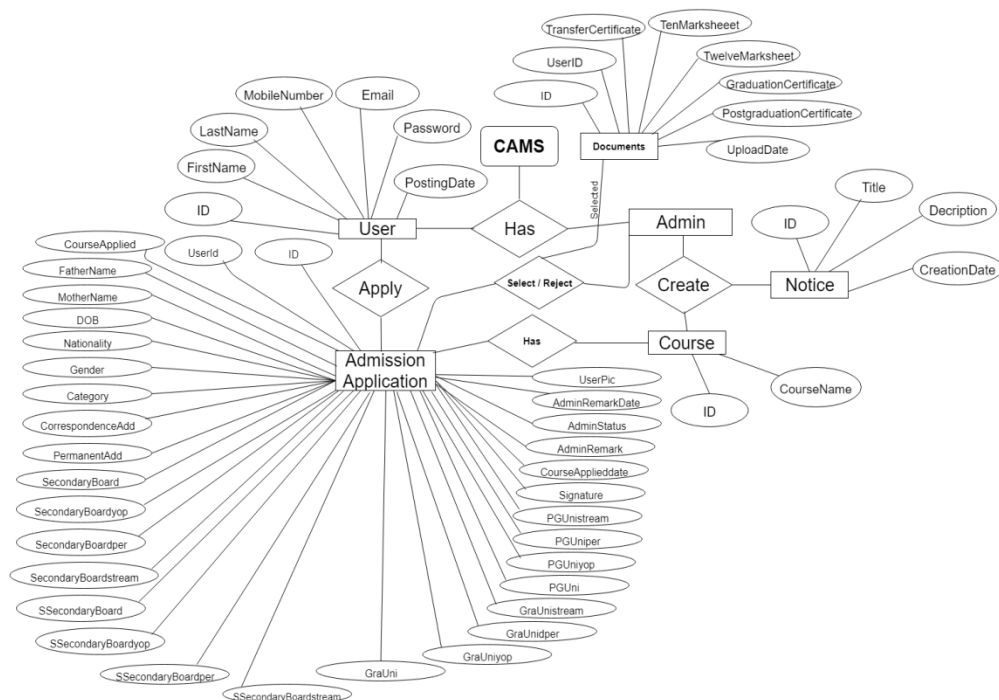 TransferCertificate
TenMarksheeet
UserID
TwelveMarksheet
ID
GraduationCertificate
PostgraduationCertificate
Documents
UploadDate
MobileNumber
Email
LastName
Password
FirstName
PostingDate
ID
CAMS
User
Has
Selected
Admin
Title
ID
Decription
CreationDate
Notice
Create
Apply
Select / Reject
Has
Course
CourseName
ID
UserId
ID
Admission
Application
CourseApplied
FatherName
MotherName
DOB
Nationality
Gender
Category
CorrespondenceAdd
PermanentAdd
SecondaryBoard
SecondaryBoardyop
SecondaryBoardper
SecondaryBoardstream
SSecondaryBoard
SSecondaryBoardyop
SSecondaryBoardper
SSecondaryBoardstream
GraUni
GraUniyop
GraUnidper
GraUnistream
PGUni
PGUniyop
PGUniper
PGUnistream
Signature
CourseApplieddate
AdminRemark
AdminStatus
AdminRemarkDate
UserPic